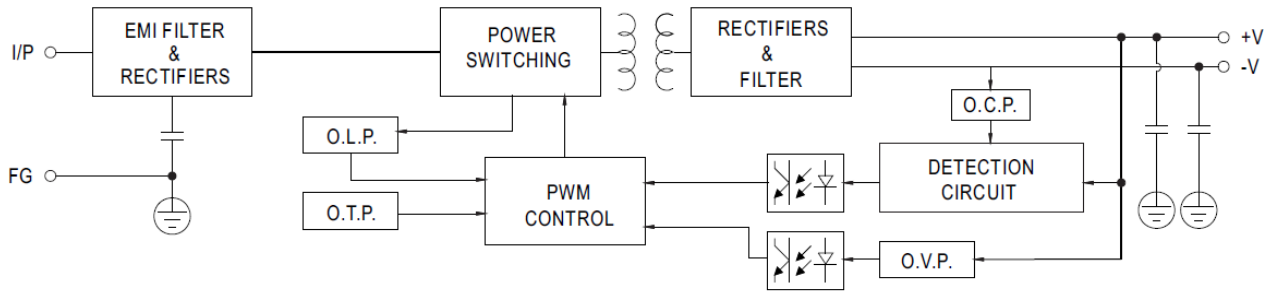 I/P
EMI FILTER
&
RECTIFIERS
POWER
SWITCHING
RECTIFIERS
&
FILTER
+V
-V
O.C.P.
O.L.P.
FG
O.T.P.
PWM
CONTROL
DETECTION
CIRCUIT
O.V.P.